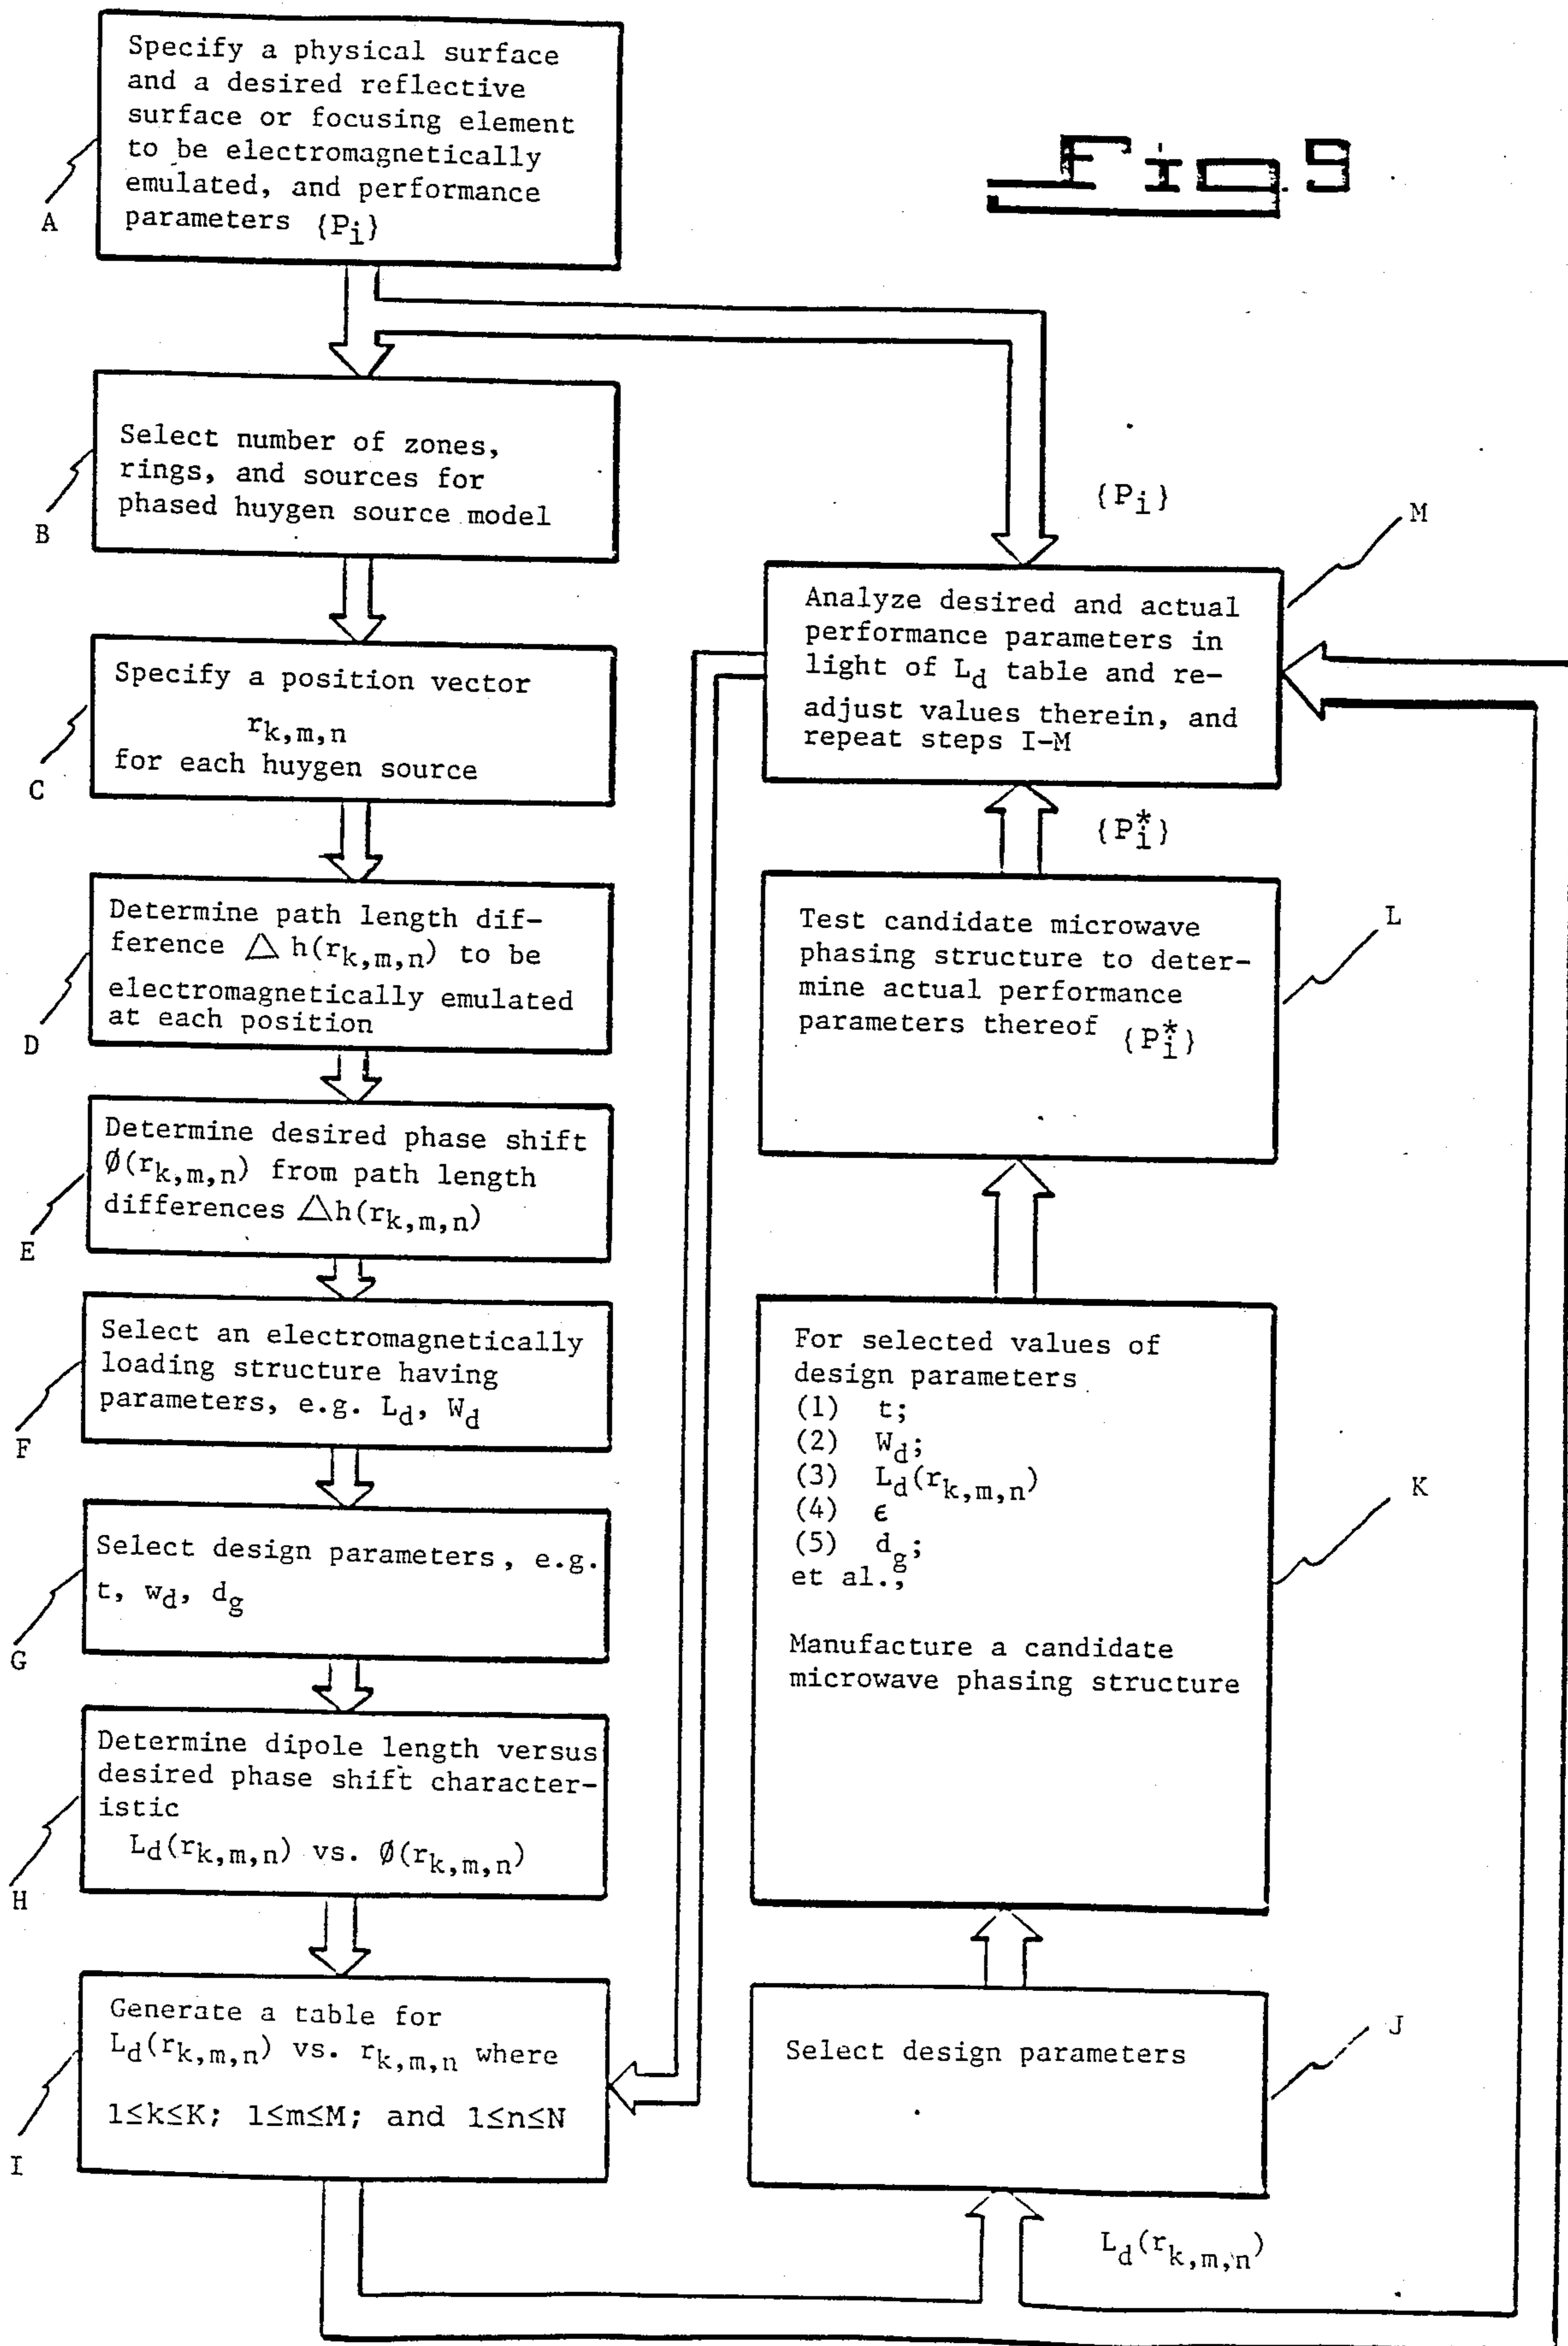 Fig. 9
Specify a physical surface
and a desired reflective
surface or focusing element
to be electromagnetically
emulated, and performance
parameters {Pi}
A
Select number of zones,
rings, and sources for
phased huygen source model
B
Specify a position vector
rk,m,n
for each huygen source
C
Determine path length dif-
ference △ h(rk,m,n) to be
electromagnetically emulated
at each position
D
Determine desired phase shift
Ø(rk,m,n) from path length
differences △h(rk,m,n)
E
Select an electromagnetically
loading structure having
parameters, e.g. Ld, Wd
F
Select design parameters, e.g.
t, wd, dg
G
Determine dipole length versus
desired phase shift character-
istic
Ld(rk,m,n) vs. Ø(rk,m,n)
H
Generate a table for
Ld(rk,m,n) vs. rk,m,n where
1≤k≤K; 1≤m≤M; and 1≤n≤N
I
{Pi}
M
Analyze desired and actual
performance parameters in
light of Ld table and re-
adjust values therein, and
repeat steps I-M
{P*i}
Test candidate microwave
phasing structure to deter-
mine actual performance
parameters thereof {P*i}
L
For selected values of
design parameters
(1) t;
(2) Wd;
(3) Ld(rk,m,n)
(4) ϵ
(5) dg;
et al.,
Manufacture a candidate
microwave phasing structure
K
Select design parameters
J
Ld(rk,m,n)